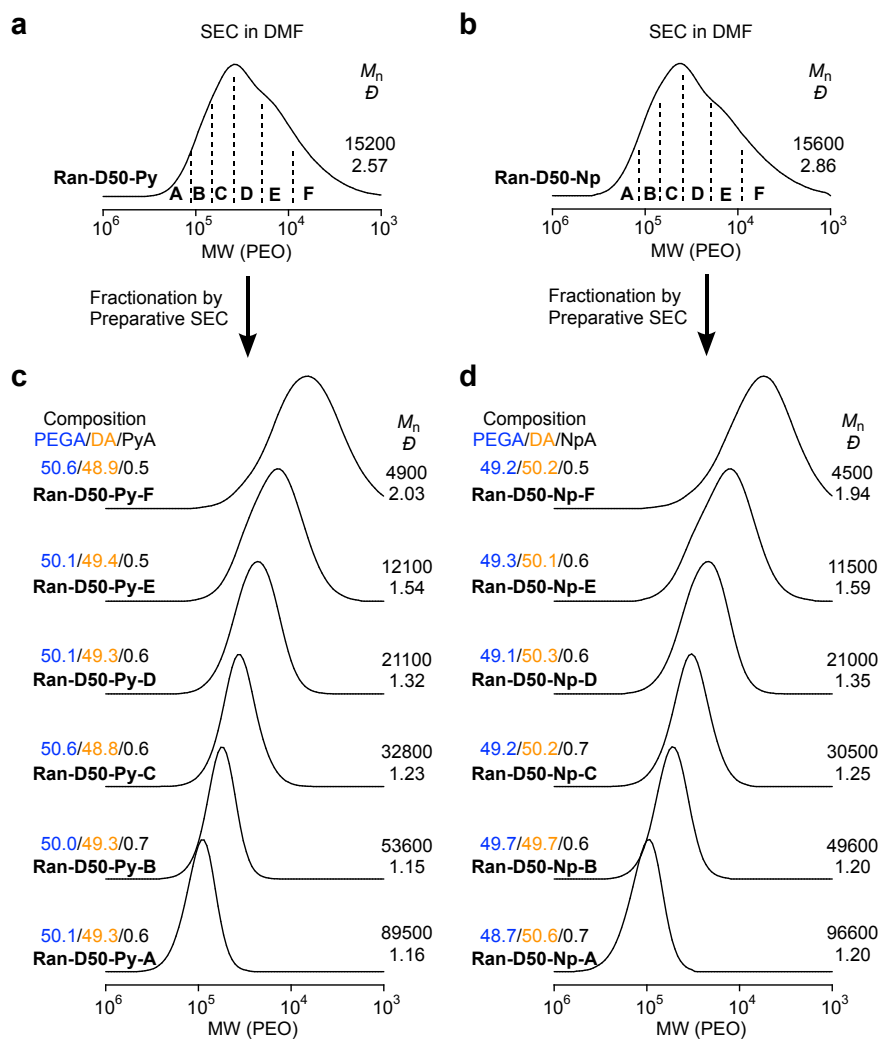 a
SEC in DMF
Mn
Đ
15200
2.57
Ran-D50-Py
A B C D E F
10^6 10^5 10^4 10^3
MW (PEO)
Fractionation by
Preparative SEC
b
SEC in DMF
Mn
Đ
15600
2.86
Ran-D50-Np
A B C D E F
10^6 10^5 10^4 10^3
MW (PEO)
Fractionation by
Preparative SEC
c
Composition
PEGA/DA/PyA
Mn
Đ
50.6/48.9/0.5
Ran-D50-Py-F
4900
2.03
50.1/49.4/0.5
Ran-D50-Py-E
12100
1.54
50.1/49.3/0.6
Ran-D50-Py-D
21100
1.32
50.6/48.8/0.6
Ran-D50-Py-C
32800
1.23
50.0/49.3/0.7
Ran-D50-Py-B
53600
1.15
50.1/49.3/0.6
Ran-D50-Py-A
89500
1.16
10^6 10^5 10^4 10^3
MW (PEO)
d
Composition
PEGA/DA/NpA
Mn
Đ
49.2/50.2/0.5
Ran-D50-Np-F
4500
1.94
49.3/50.1/0.6
Ran-D50-Np-E
11500
1.59
49.1/50.3/0.6
Ran-D50-Np-D
21000
1.35
49.2/50.2/0.7
Ran-D50-Np-C
30500
1.25
49.7/49.7/0.6
Ran-D50-Np-B
49600
1.20
48.7/50.6/0.7
Ran-D50-Np-A
96600
1.20
10^6 10^5 10^4 10^3
MW (PEO)